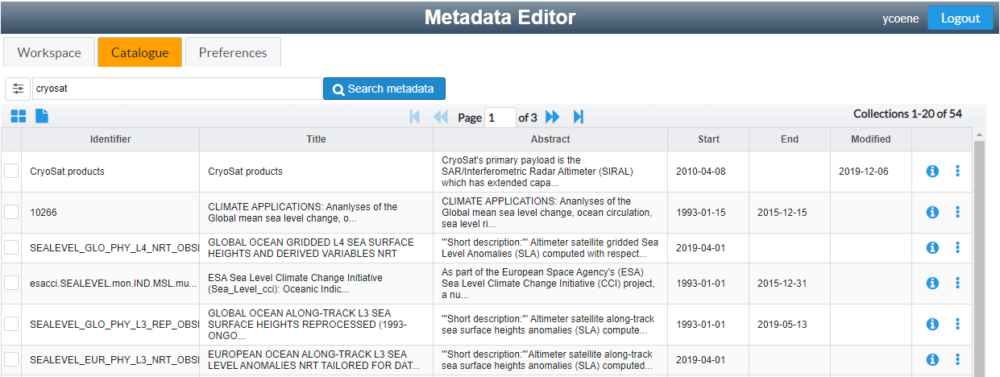 Metadata Editor
ycoene
Logout
Workspace
Catalogue
Preferences
cryosat
Search metadata
Page 1 of 3
Collections 1-20 of 54
Identifier Title Abstract Start End Modified
CryoSat.products
CryoSat products
CryoSat's primary payload is the
SAR/Interferometric Radar Altimeter (SIRAL)
which has extended capa...
2010-04-08
2019-12-06
10266
CLIMATE APPLICATIONS: Ananlyses of the
Global mean sea level change, o...
CLIMATE APPLICATIONS: Ananlyses of the
Global mean sea level change, ocean circulation,
sea level ri...
1993-01-15
2015-12-15
SEALEVEL_GLO_PHY_L4_NRT_OBS
GLOBAL OCEAN GRIDDED L4 SEA SURFACE
HEIGHTS AND DERIVED VARIABLES NRT
'''Short description:''' Altimeter satellite gridded Sea
Level Anomalies (SLA) computed with respect...
2019-04-01
esacci.SEALEVEL.mon.IND.MSL.mu...
ESA Sea Level Climate Change Initiative
(Sea_Level_cci): Oceanic Indic...
As part of the European Space Agency's (ESA)
Sea Level Climate Change Initiative (CCI) project,
a nu...
1993-01-01
2015-12-31
SEALEVEL_GLO_PHY_L3_REP_OBS
GLOBAL OCEAN ALONG-TRACK L3 SEA
SURFACE HEIGHTS REPROCESSED (1993-
ONGO...
'''Short description:''' Altimeter satellite along-track
sea surface heights anomalies (SLA) compute...
1993-01-01
2019-05-13
SEALEVEL_EUR_PHY_L3_NRT_OBS
EUROPEAN OCEAN ALONG-TRACK L3 SEA
LEVEL ANOMALIES NRT TAILORED FOR DAT...
'''Short description:'''Altimeter satellite along-track
sea surface heights anomalies (SLA) computed...
2019-04-01